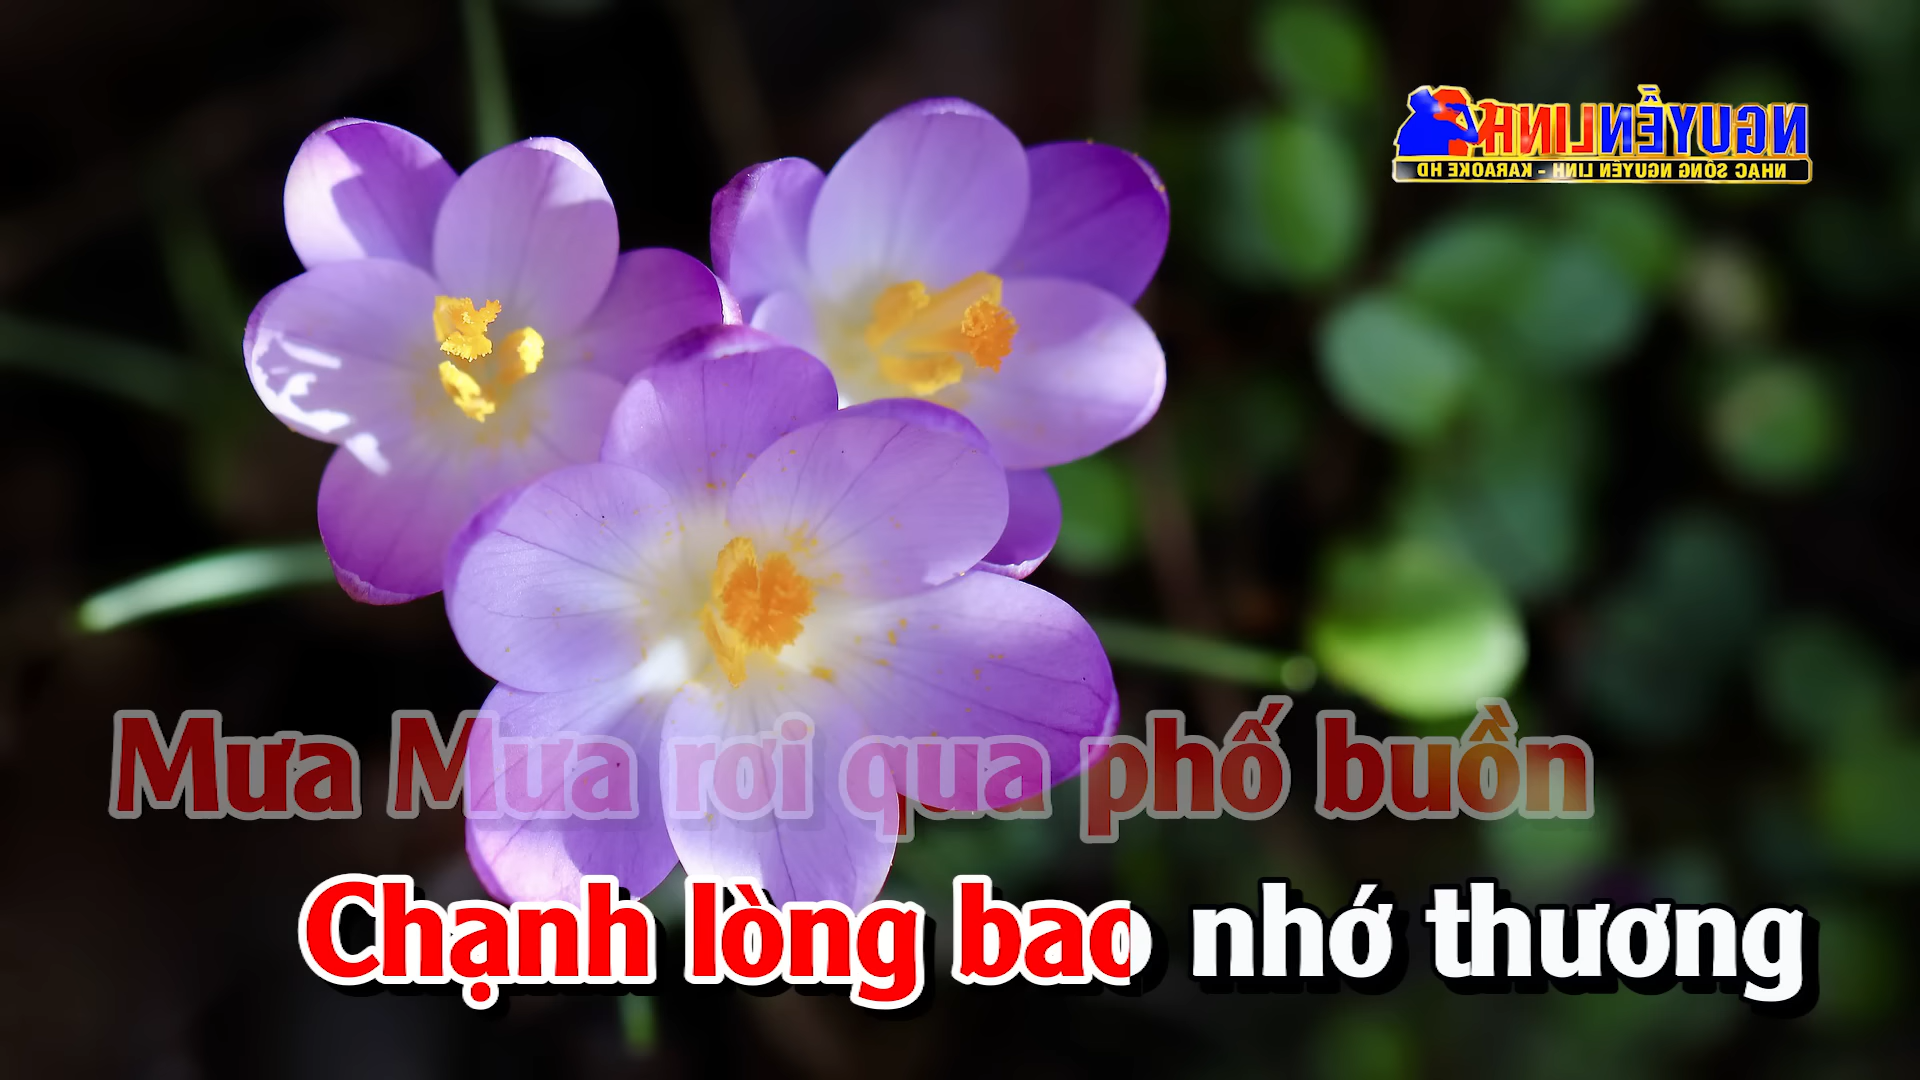 NGUYỄN LINH
NHẠC SỐNG NGUYỄN LINH - KARAOKE HD
Mưa Mưa rơi qua phố buồn
Chạnh lòng bao nhớ thương